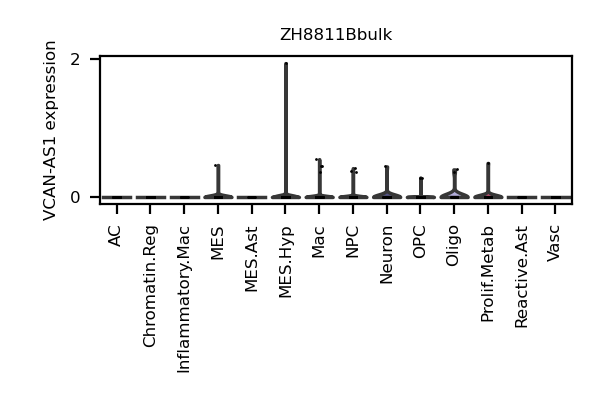 ZH8811Bbulk
VCAN-AS1 expression
2
0
AC
Chromatin.Reg
Inflammatory.Mac
MES
MES.Ast
MES.Hyp
Mac
NPC
Neuron
OPC
Oligo
Prolif.Metab
Reactive.Ast
Vasc